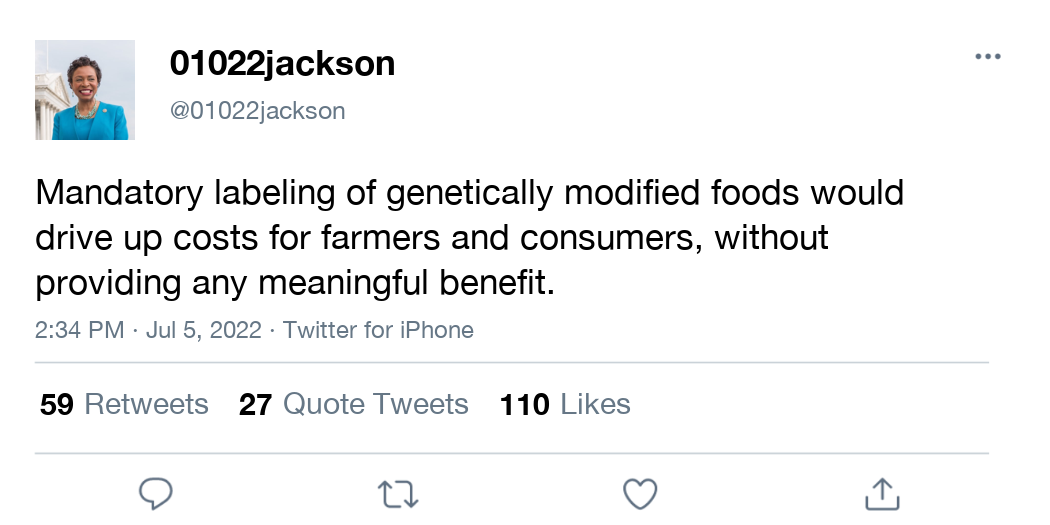 01022jackson
@01022jackson
Mandatory labeling of genetically modified foods would
drive up costs for farmers and consumers, without
providing any meaningful benefit.
2:34 PM · Jul 5, 2022 · Twitter for iPhone
59 Retweets 27 Quote Tweets 110 Likes